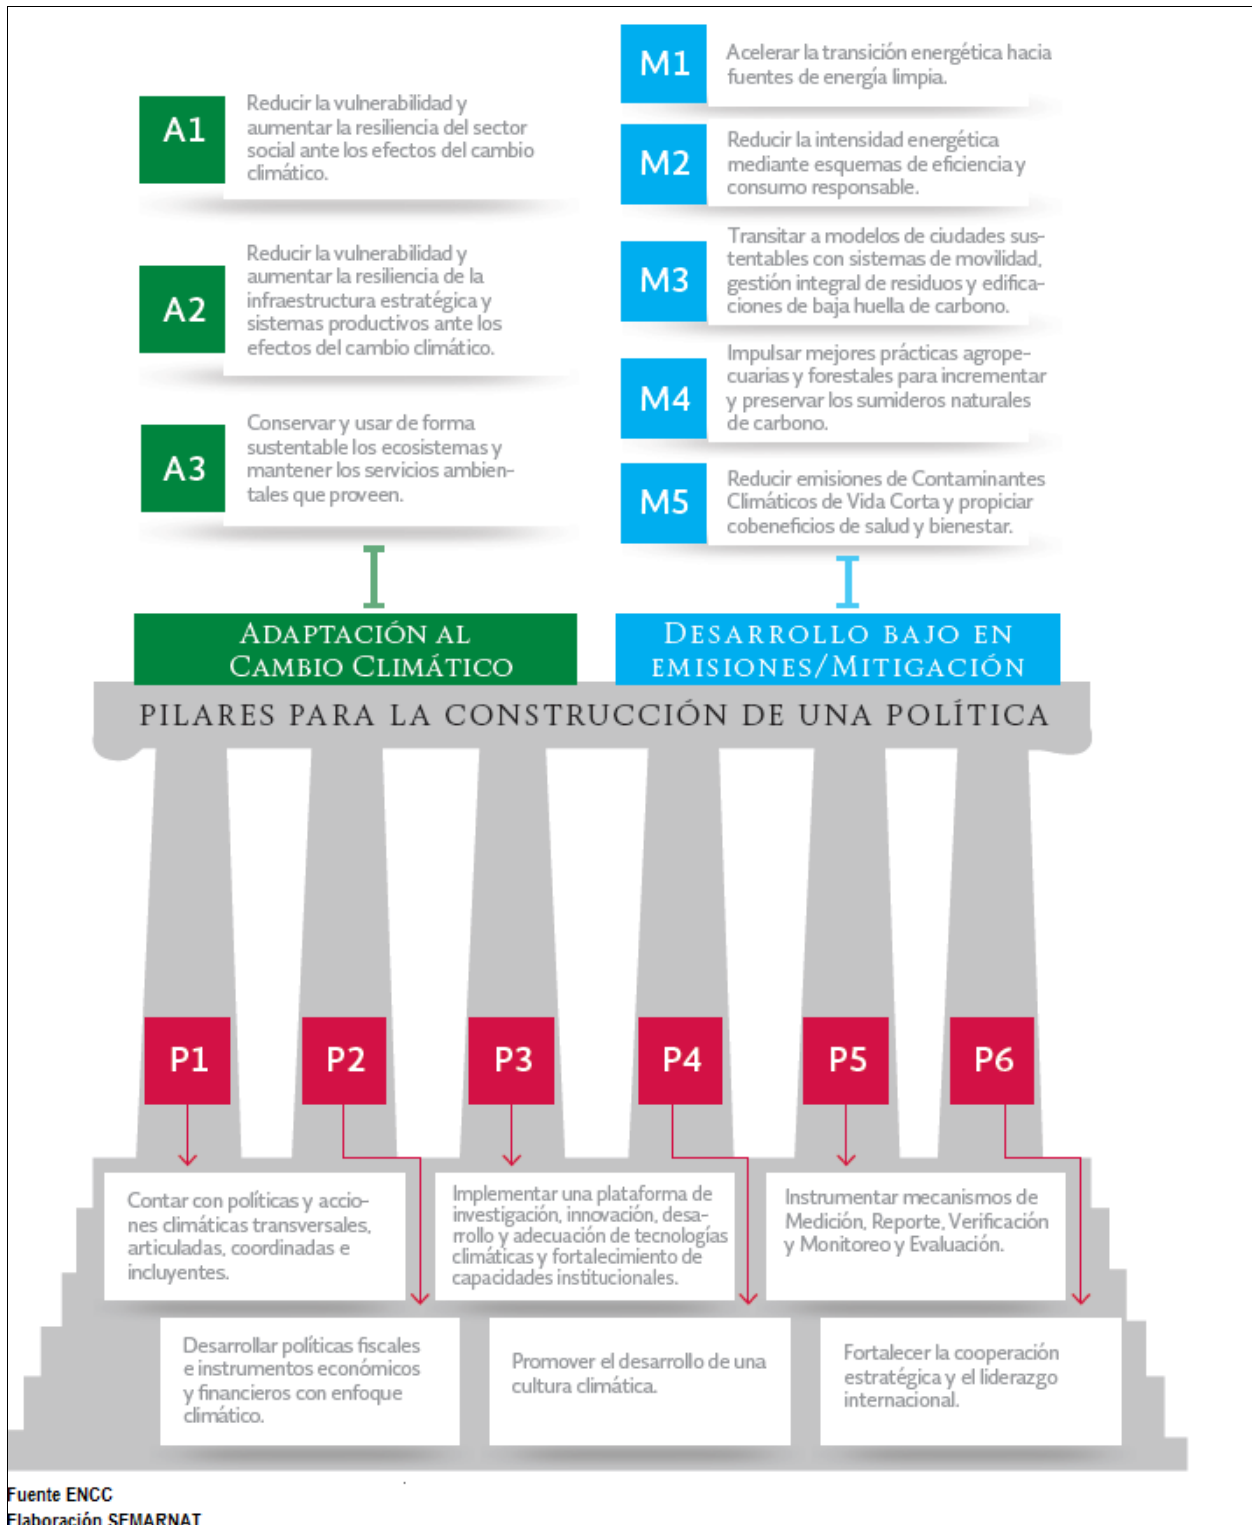 A1
Reducir la vulnerabilidad y
aumentar la resiliencia del sector
social ante los efectos del cambio
climático.
A2
Reducir la vulnerabilidad y
aumentar la resiliencia de la
infraestructura estratégica y
sistemas productivos ante los
efectos del cambio climático.
A3
Conservar y usar de forma
sustentable los ecosistemas y
mantener los servicios ambien-
tales que proveen.
M1
Acelerar la transición energética hacia
fuentes de energía limpia.
M2
Reducir la intensidad energética
mediante esquemas de eficiencia y
consumo responsable.
M3
Transitar a modelos de ciudades sus-
tentables con sistemas de movilidad,
gestión integral de residuos y edifica-
ciones de baja huella de carbono.
M4
Impulsar mejores prácticas agrope-
cuarias y forestales para incrementar
y preservar los sumideros naturales
de carbono.
M5
Reducir emisiones de Contaminantes
Climáticos de Vida Corta y propiciar
cobeneficios de salud y bienestar.
ADAPTACIÓN AL
CAMBIO CLIMÁTICO
DESARROLLO BAJO EN
EMISIONES/MITIGACIÓN
PILARES PARA LA CONSTRUCCIÓN DE UNA POLÍTICA
P1
P2
P3
P4
P5
P6
Contar con políticas y accio-
nes climáticas transversales,
articuladas, coordinadas e
incluyentes.
Implementar una plataforma de
investigación, innovación, desa-
rrollo y adecuación de tecnologías
climáticas y fortalecimiento de
capacidades institucionales.
Instrumentar mecanismos de
Medición, Reporte, Verificación
y Monitoreo y Evaluación.
Desarrollar políticas fiscales
e instrumentos económicos
y financieros con enfoque
climático.
Promover el desarrollo de una
cultura climática.
Fortalecer la cooperación
estratégica y el liderazgo
internacional.
Fuente ENCC
Elaboración SEMARNAT